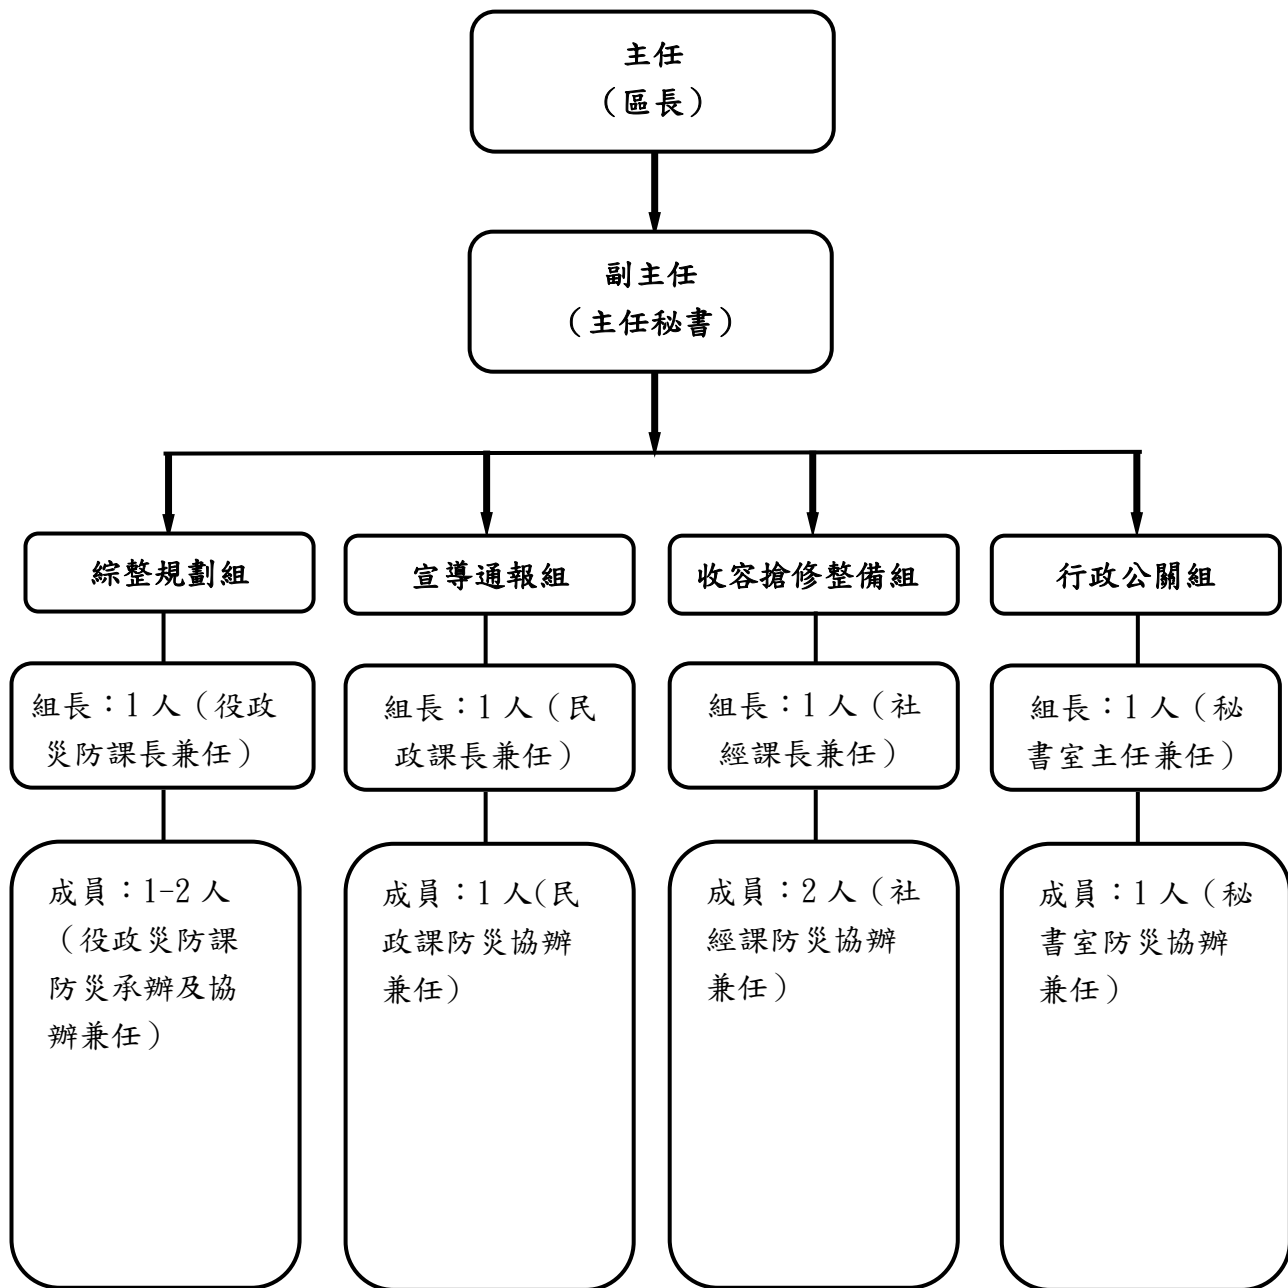 主任
（區長）
副主任
（主任秘書）
綜整規劃組
宣導通報組
收容搶修整備組
行政公關組
組長：1 人（役政
災防課長兼任）
組長：1 人（民
政課長兼任）
組長：1 人（社
經課長兼任）
組長：1 人（秘
書室主任兼任）
成員：1-2 人
（役政災防課
防災承辦及協
辦兼任）
成員：1 人(民
政課防災協辦
兼任）
成員：2 人（社
經課防災協辦
兼任）
成員：1 人（秘
書室防災協辦
兼任）